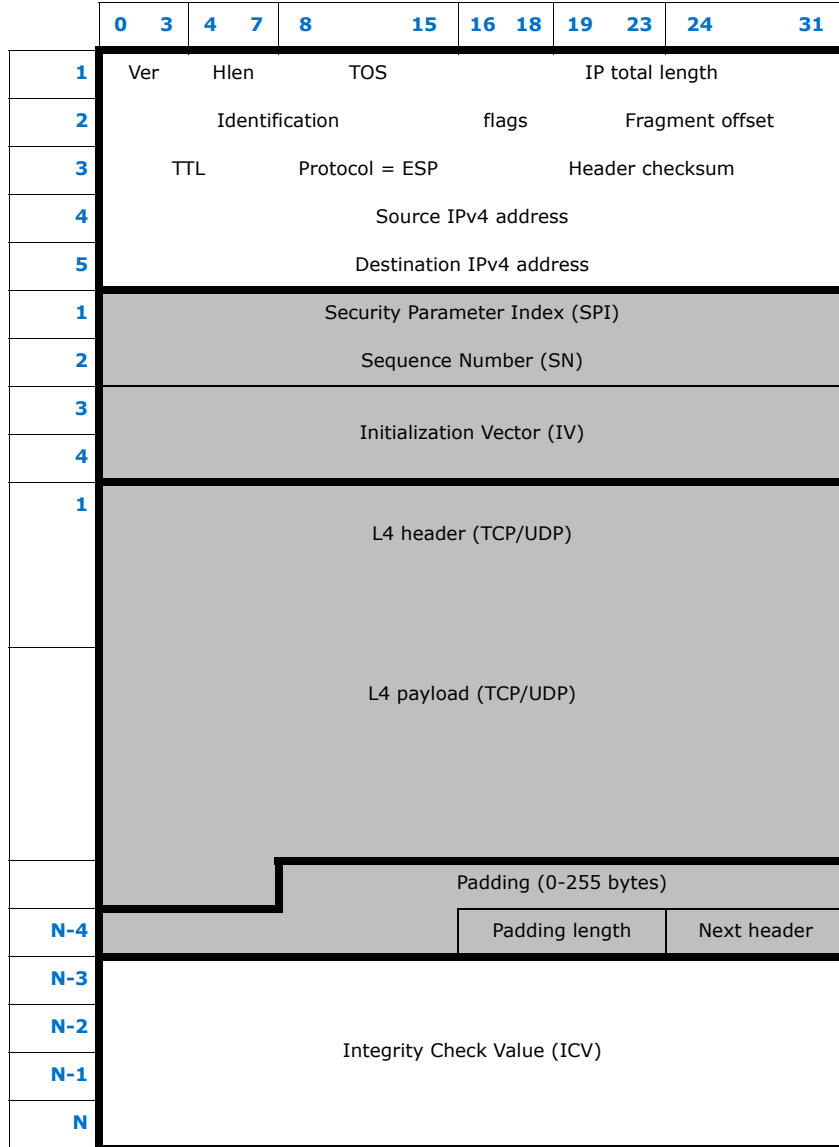 0 3 4 7 8 15 16 18 19 23 24 31
1 Ver Hlen TOS IP total length
2 Identification flags Fragment offset
3 TTL Protocol = ESP Header checksum
4 Source IPv4 address
5 Destination IPv4 address
1 Security Parameter Index (SPI)
2 Sequence Number (SN)
3
Initialization Vector (IV)
4
1
L4 header (TCP/UDP)
L4 payload (TCP/UDP)
Padding (0-255 bytes)
N-4 Padding length Next header
N-3
N-2
Integrity Check Value (ICV)
N-1
N